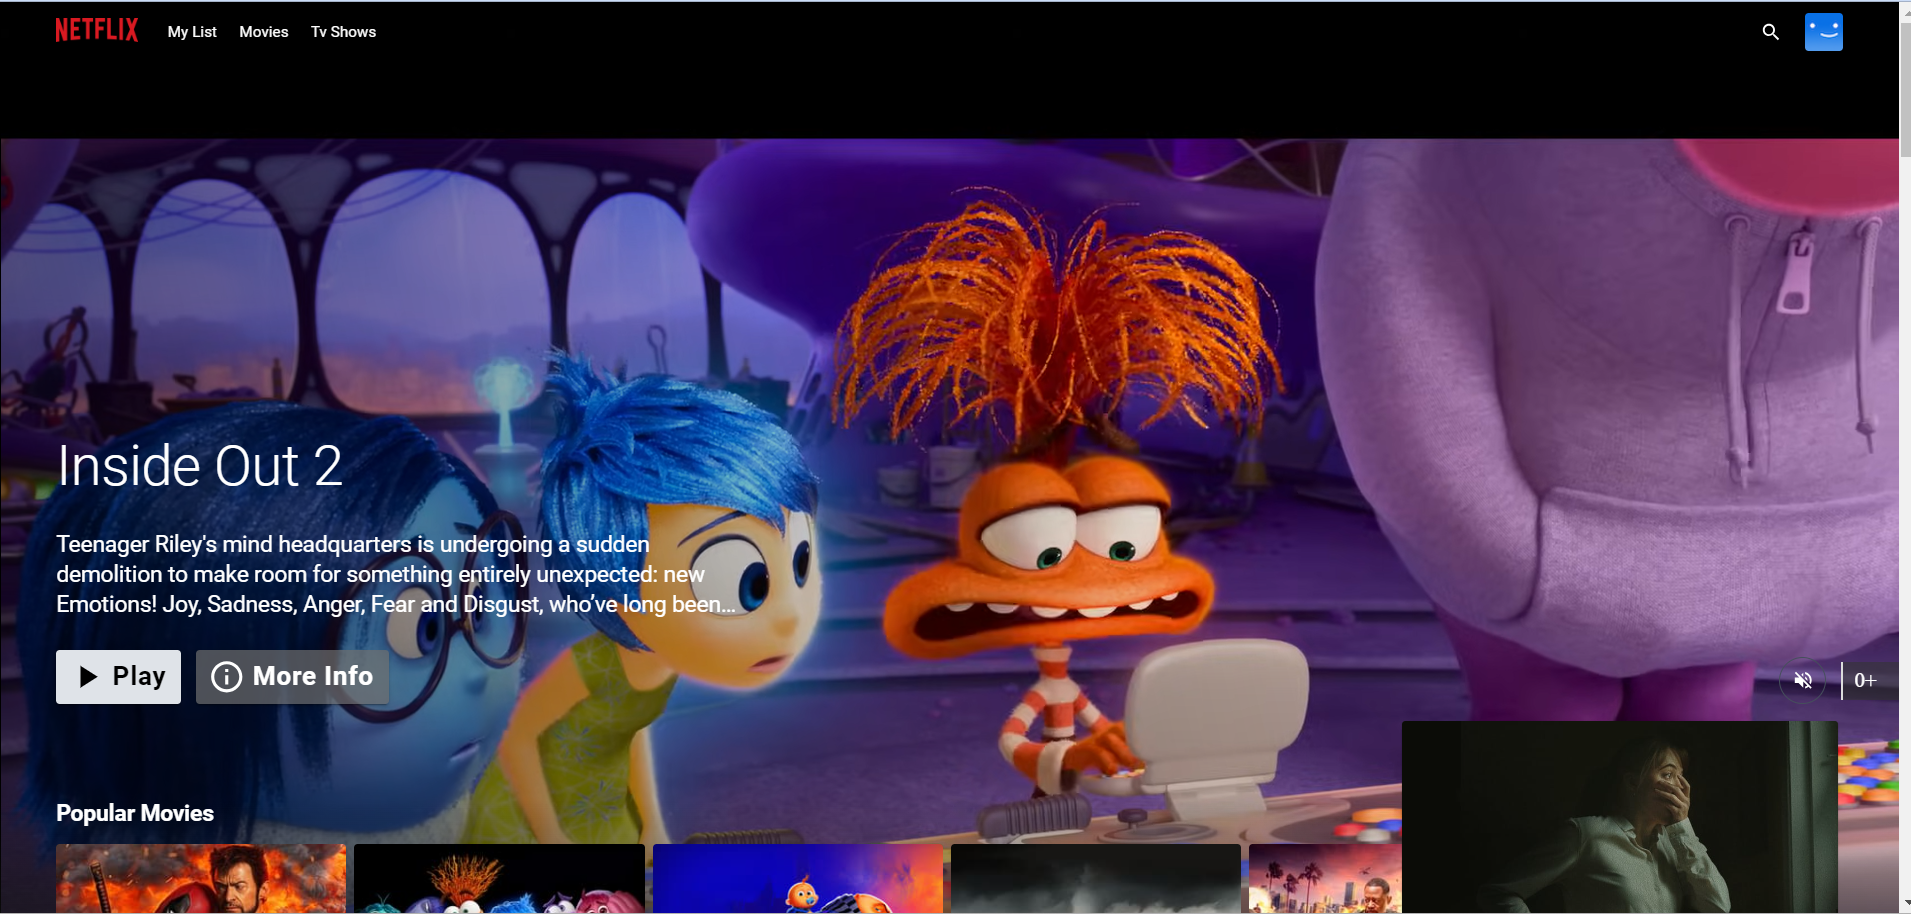 NETFLIX My List Movies Tv Shows
Inside Out 2
Teenager Riley's mind headquarters is undergoing a sudden
demolition to make room for something entirely unexpected: new
Emotions! Joy, Sadness, Anger, Fear and Disgust, who’ve long been...
Play More Info
0+
Popular Movies